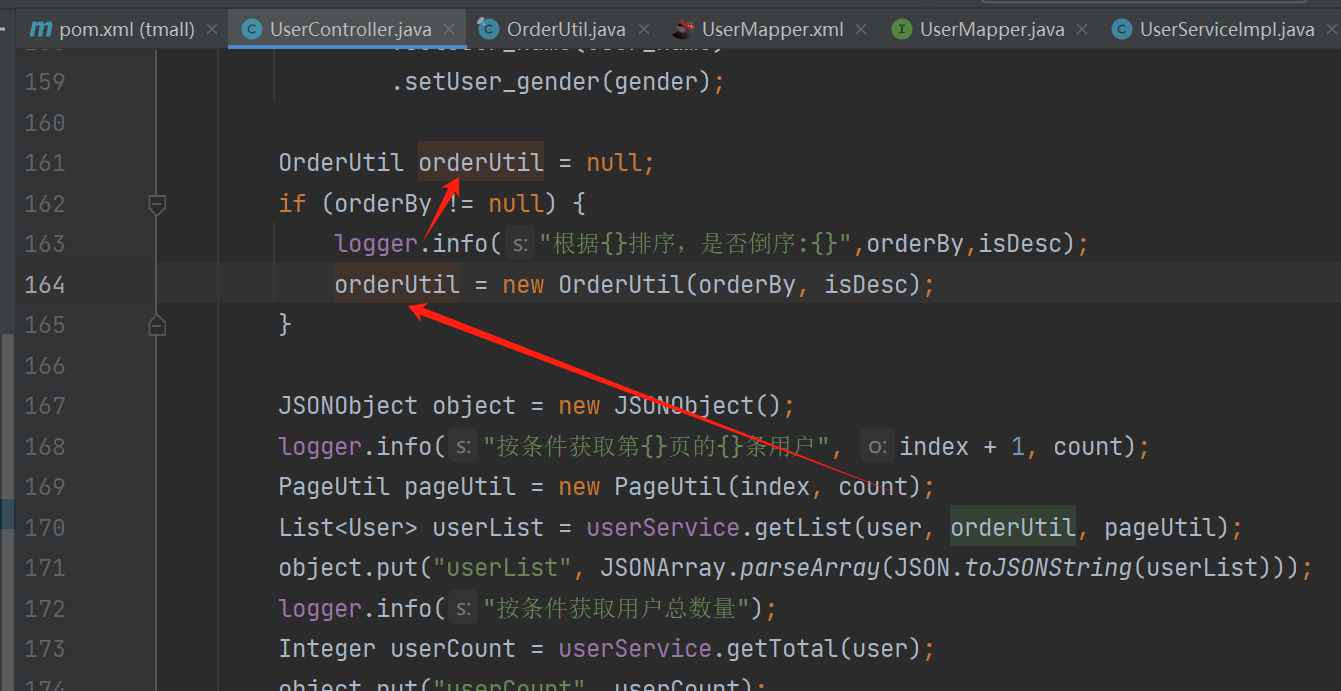 pom.xml (tmall)
UserController.java
OrderUtil.java
UserMapper.xml
UserMapper.java
UserServiceImpl.java
159 .setUser_gender(gender);
160
161 OrderUtil orderUtil = null;
162 if (orderBy != null) {
163 logger.info( s: "根据{}排序，是否倒序:{}",orderBy,isDesc);
164 orderUtil = new OrderUtil(orderBy, isDesc);
165 }
166
167 JSONObject object = new JSONObject();
168 logger.info( s: "按条件获取第{}页的{}条用户", o: index + 1, count);
169 PageUtil pageUtil = new PageUtil(index, count);
170 List<User> userList = userService.getList(user, orderUtil, pageUtil);
171 object.put("userList", JSONArray.parseArray(JSON.toJSONString(userList)));
172 logger.info( s: "按条件获取用户总数量");
173 Integer userCount = userService.getTotal(user);
174 object.put("userCount", userCount);